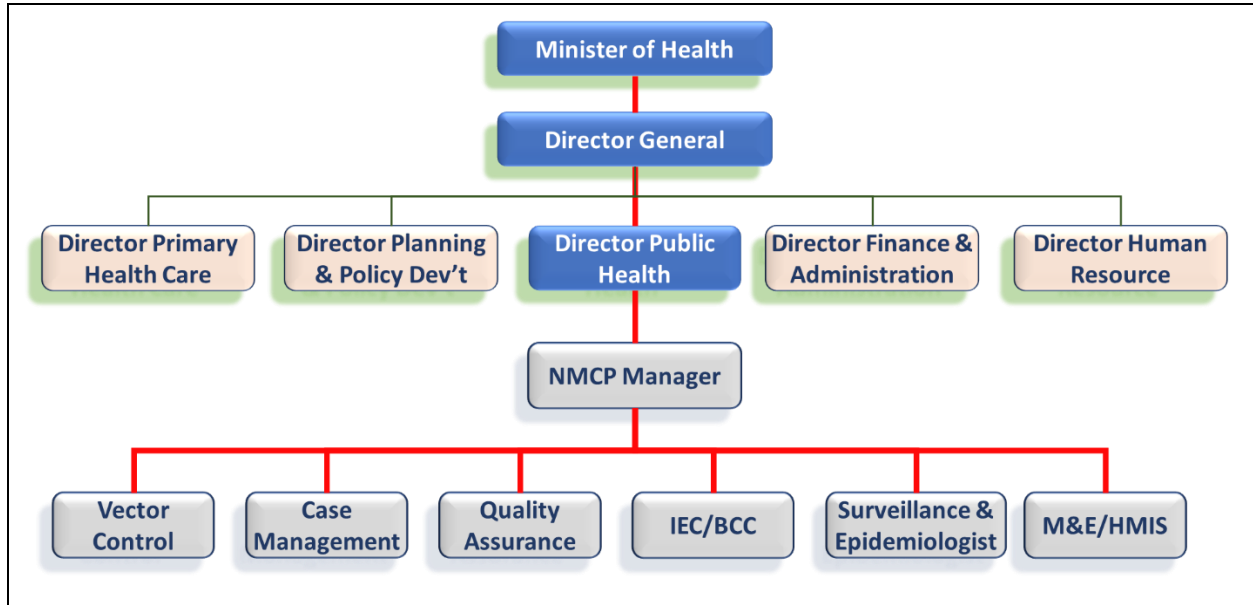 Minister of Health
Director General
Director Primary
Health Care
Director Planning
& Policy Dev't
Director Public
Health
Director Finance &
Administration
Director Human
Resource
NMCP Manager
Vector
Control
Case
Management
Quality
Assurance
IEC/BCC
Surveillance &
Epidemiologist
M&E/HMIS